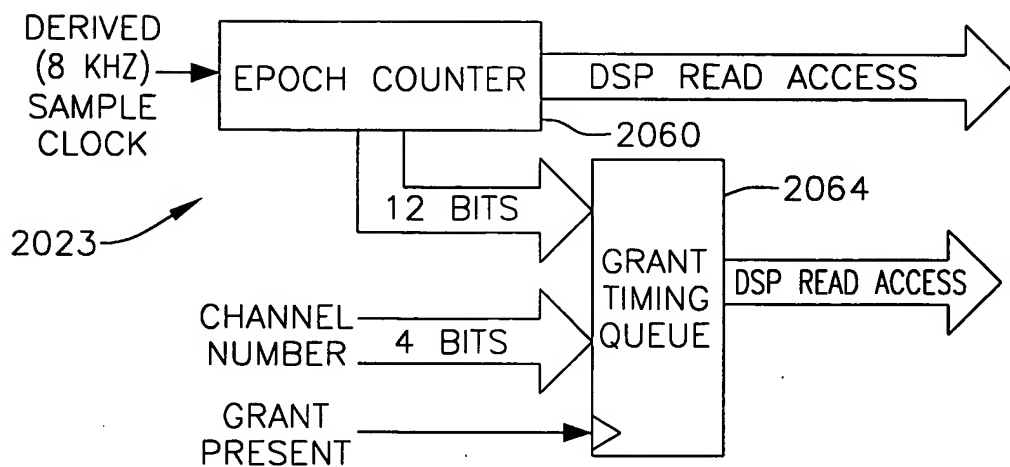 DERIVED
(8 KHZ)
SAMPLE
CLOCK
EPOCH COUNTER
DSP READ ACCESS
2060
2064
12 BITS
2023
GRANT
TIMING
QUEUE
DSP READ ACCESS
CHANNEL
NUMBER
4 BITS
GRANT
PRESENT